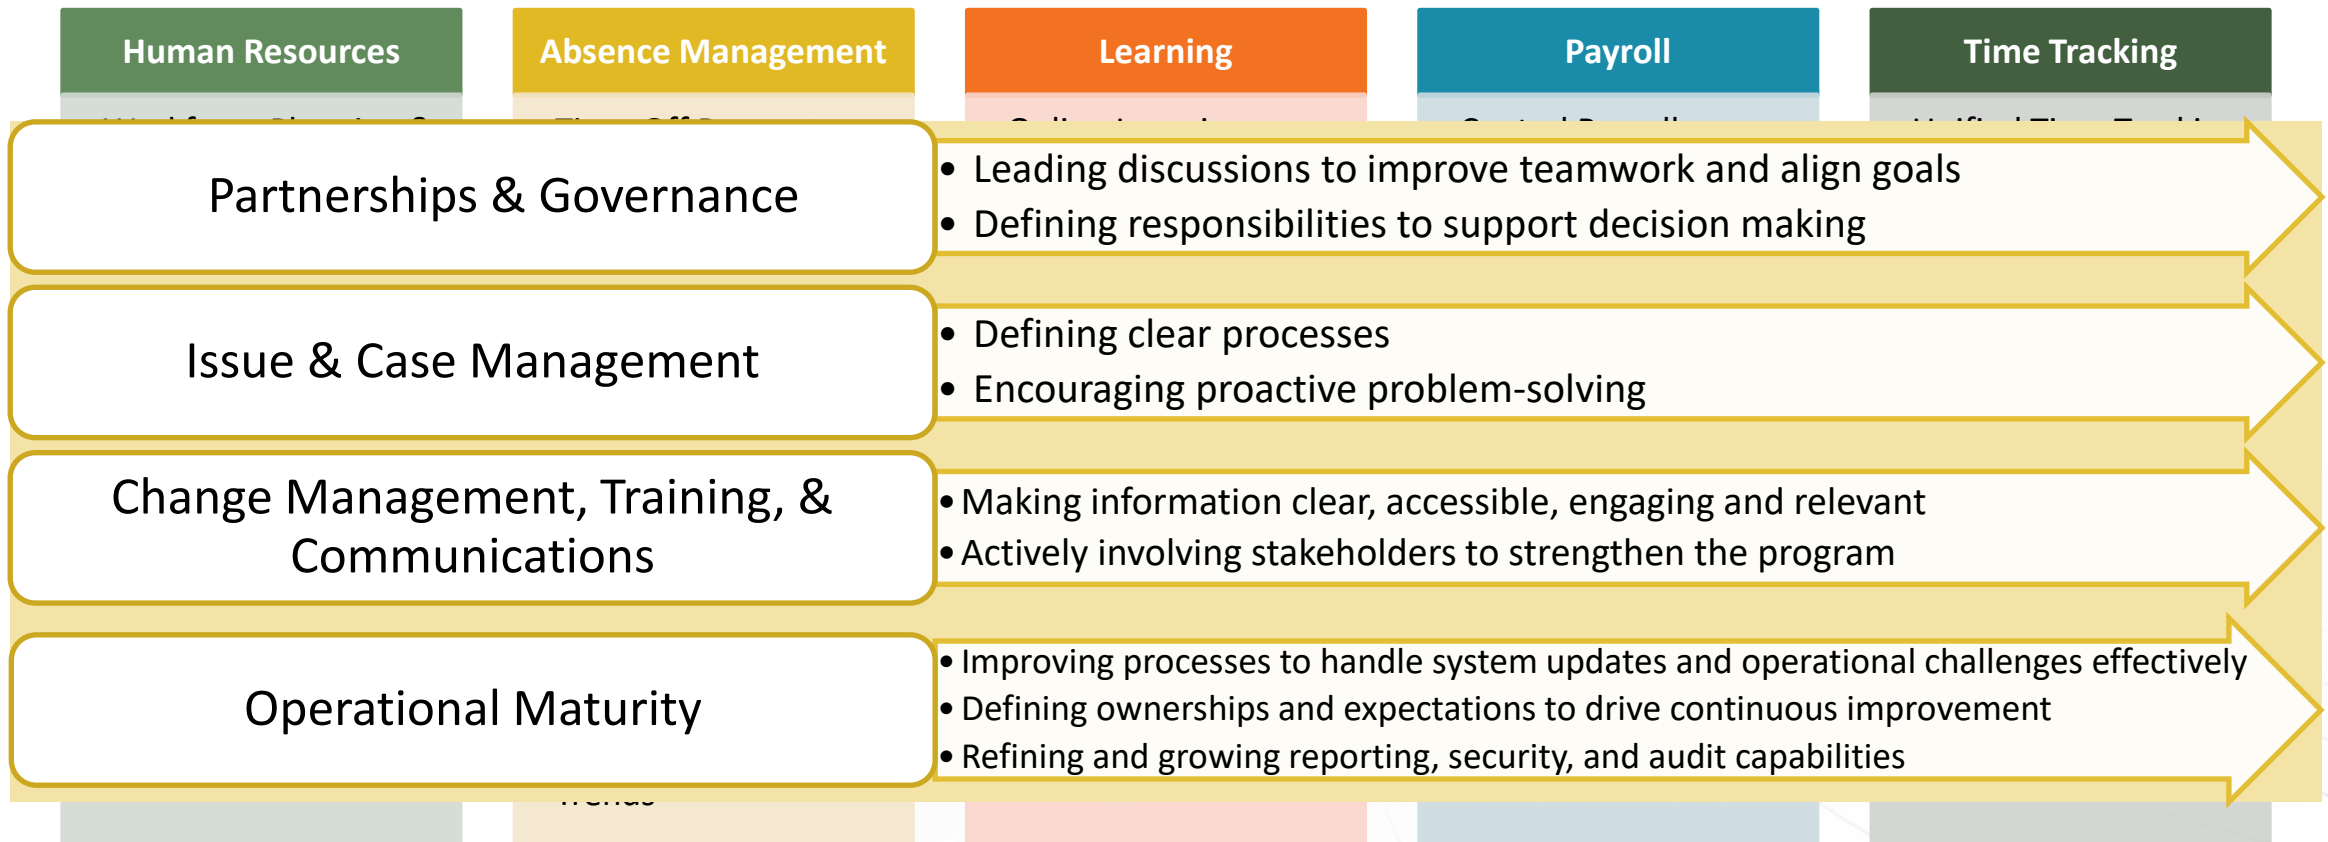 Human Resources
Absence Management
Learning
Payroll
Time Tracking
Partnerships & Governance
• Leading discussions to improve teamwork and align goals
• Defining responsibilities to support decision making
Issue & Case Management
• Defining clear processes
• Encouraging proactive problem-solving
Change Management, Training, &
Communications
• Making information clear, accessible, engaging and relevant
• Actively involving stakeholders to strengthen the program
Operational Maturity
• Improving processes to handle system updates and operational challenges effectively
• Defining ownerships and expectations to drive continuous improvement
• Refining and growing reporting, security, and audit capabilities